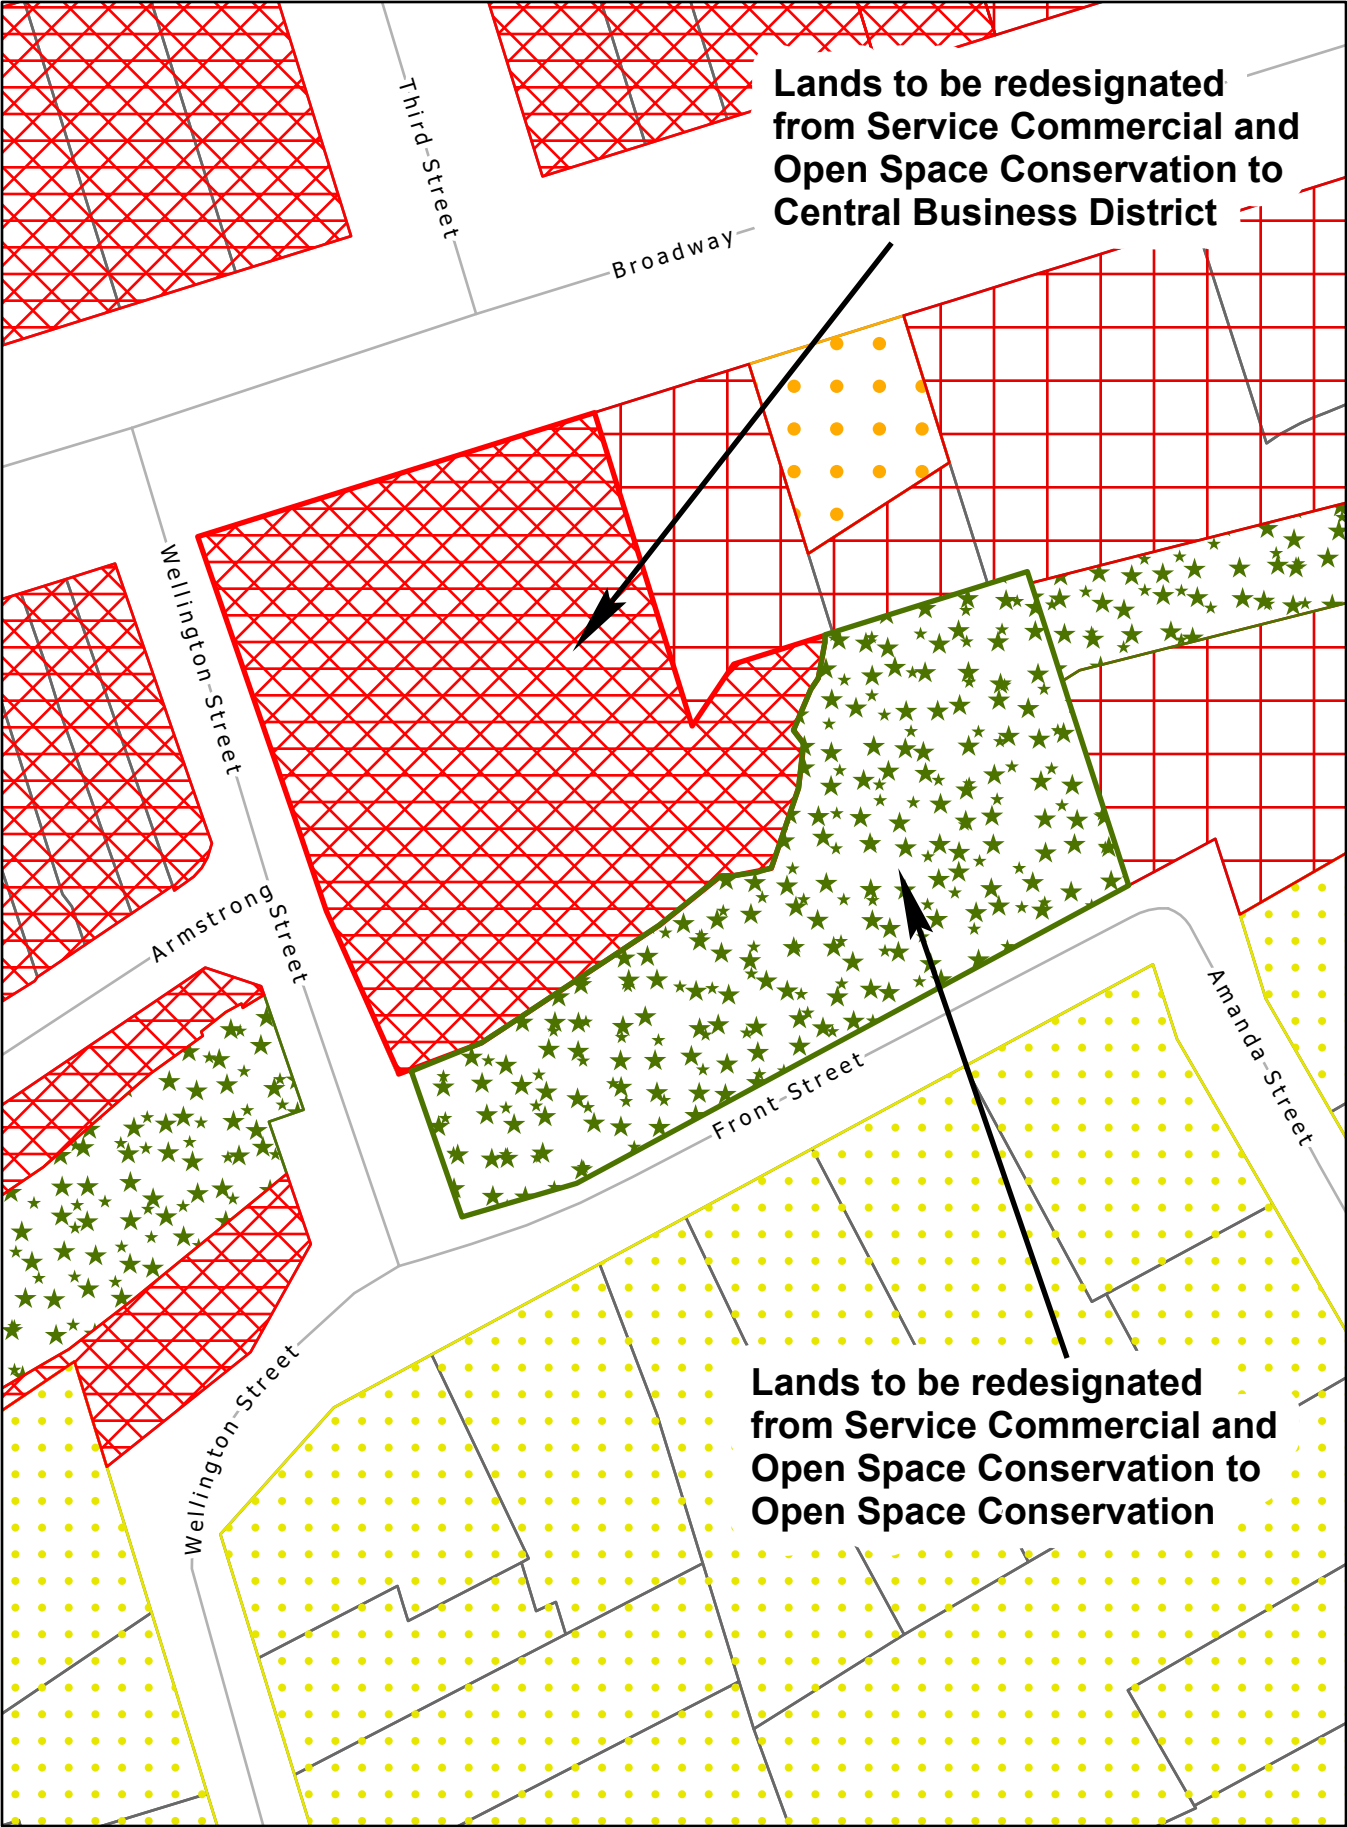 Third Street
Lands to be redesignated
from Service Commercial and
Open Space Conservation to
Central Business District
Broadway
Wellington Street
Armstrong
Street
Amanda Street
Front Street
Wellington Street
Lands to be redesignated
from Service Commercial and
Open Space Conservation to
Open Space Conservation